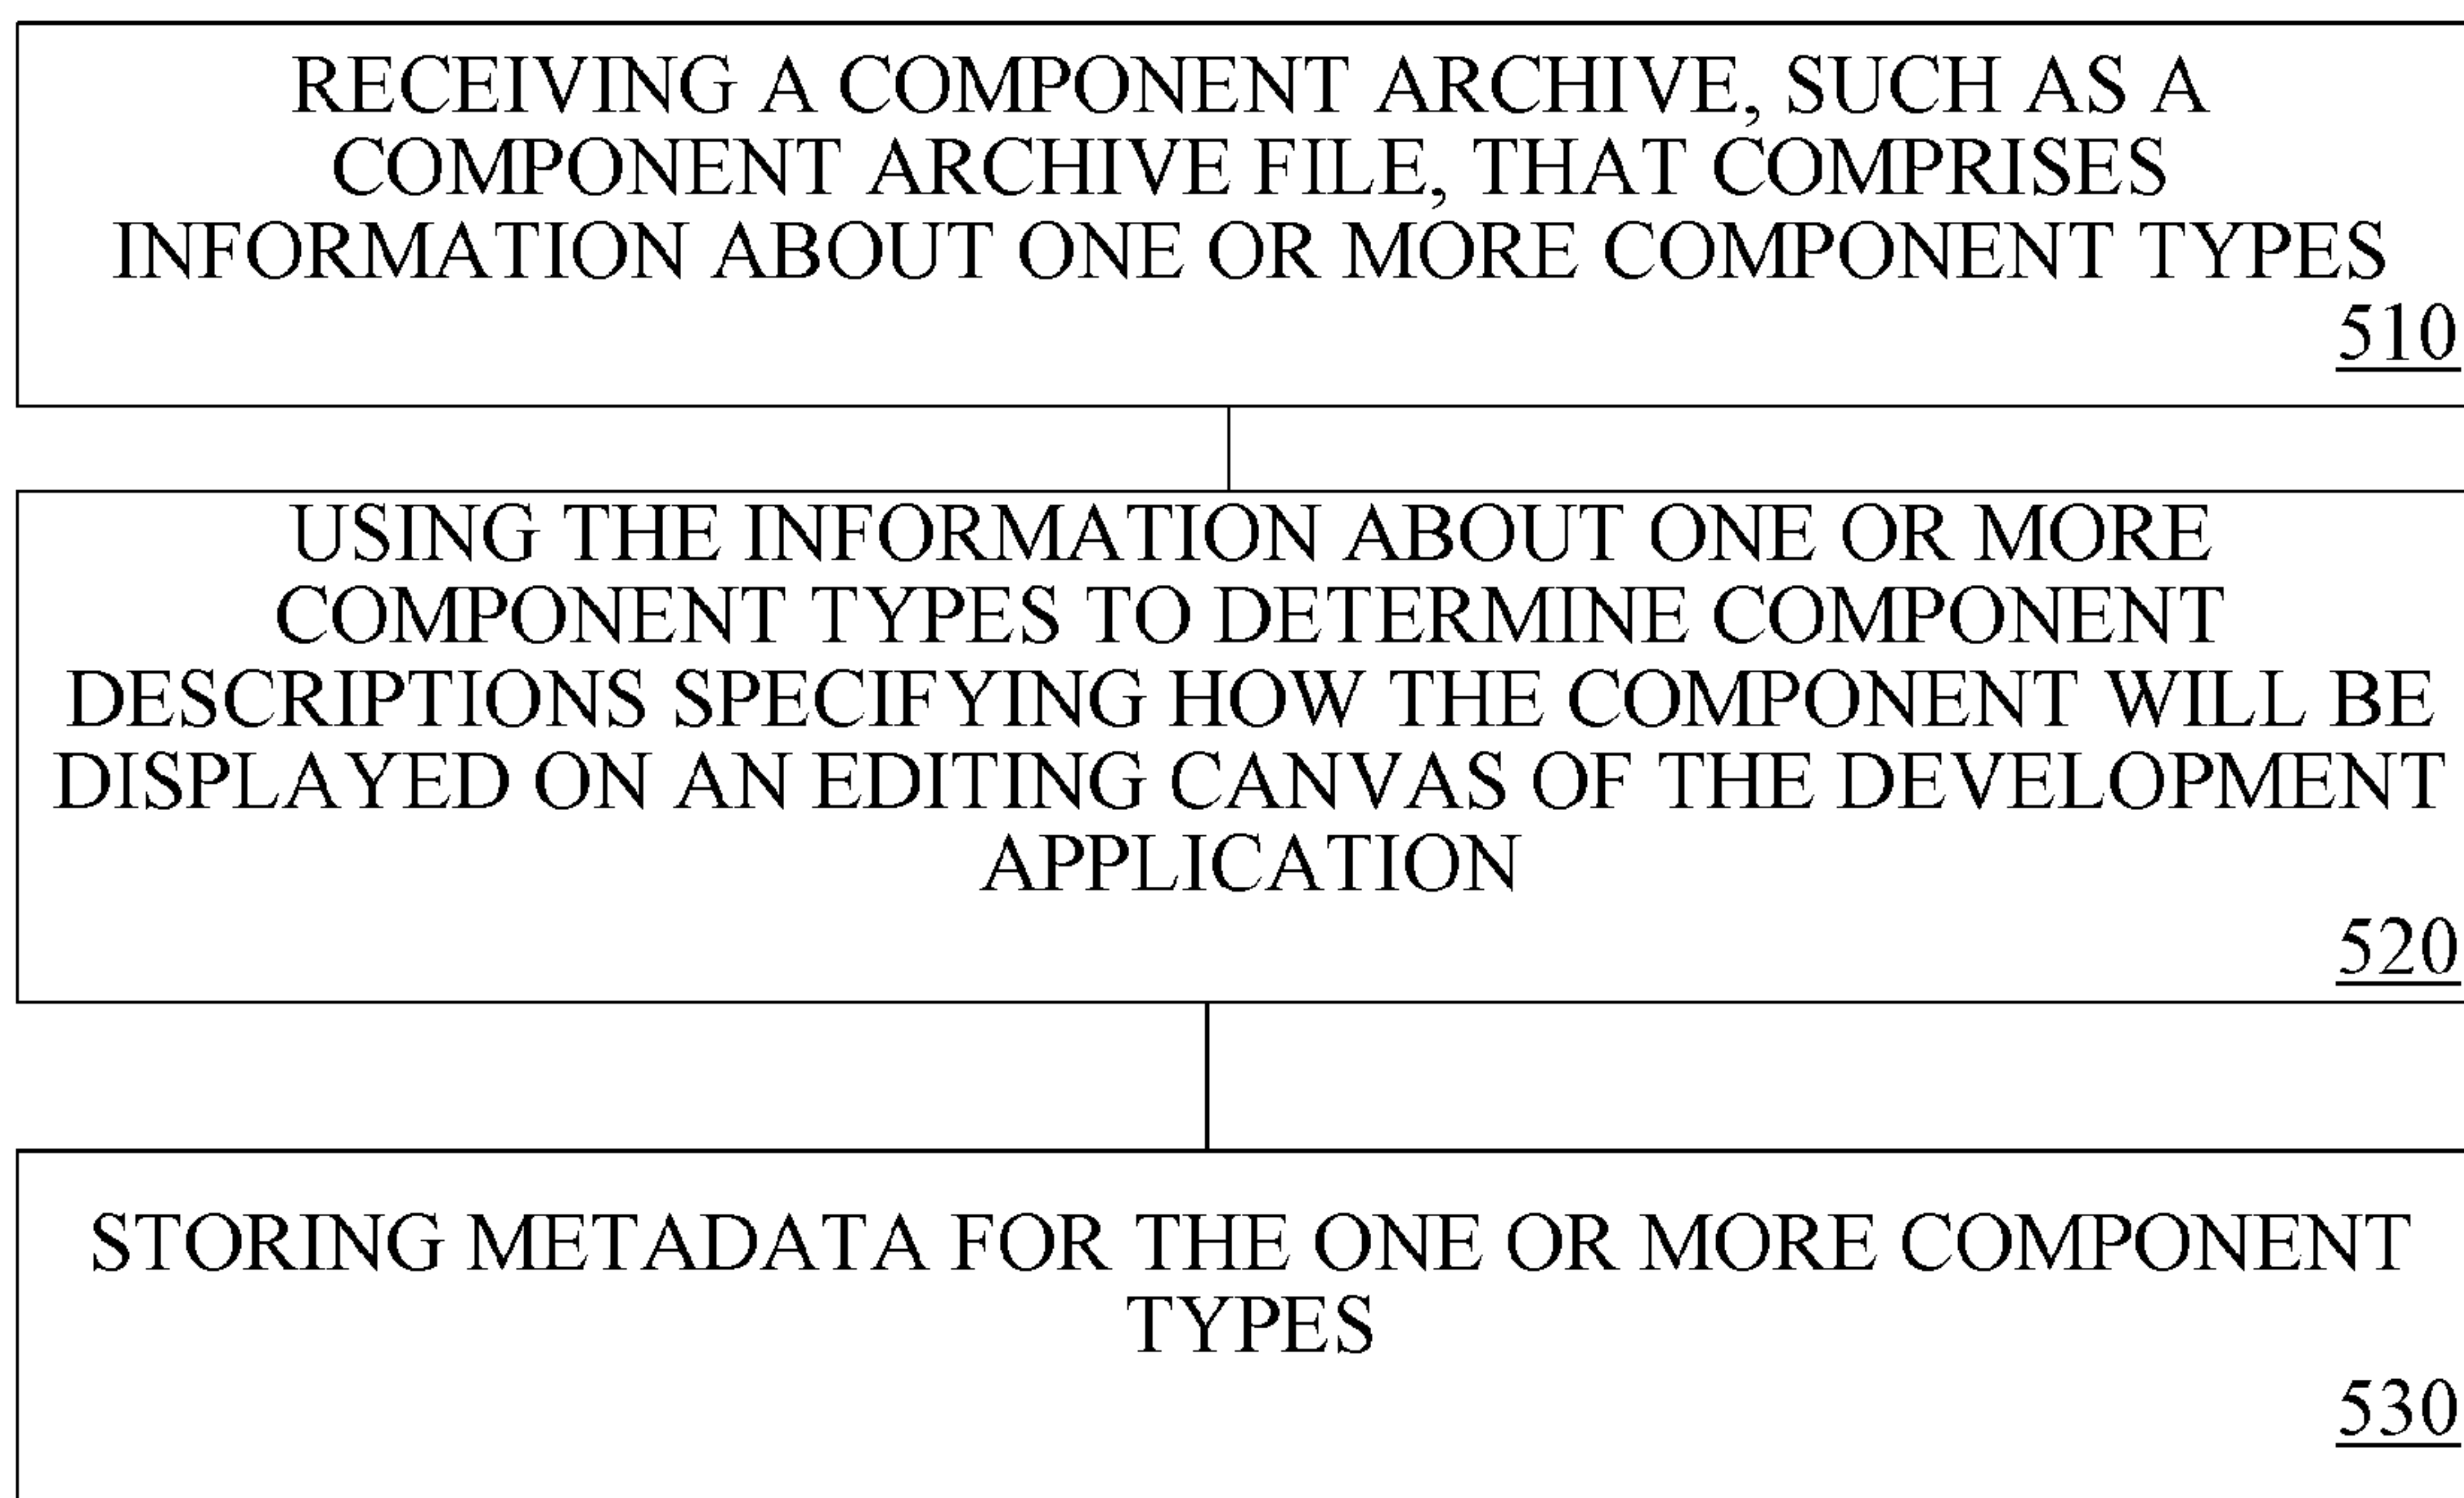 RECEIVING A COMPONENT ARCHIVE, SUCH AS A
COMPONENT ARCHIVE FILE, THAT COMPRISES
INFORMATION ABOUT ONE OR MORE COMPONENT TYPES
510
USING THE INFORMATION ABOUT ONE OR MORE
COMPONENT TYPES TO DETERMINE COMPONENT
DESCRIPTIONS SPECIFYING HOW THE COMPONENT WILL BE
DISPLAYED ON AN EDITING CANVAS OF THE DEVELOPMENT
APPLICATION
520
STORING METADATA FOR THE ONE OR MORE COMPONENT
TYPES
530